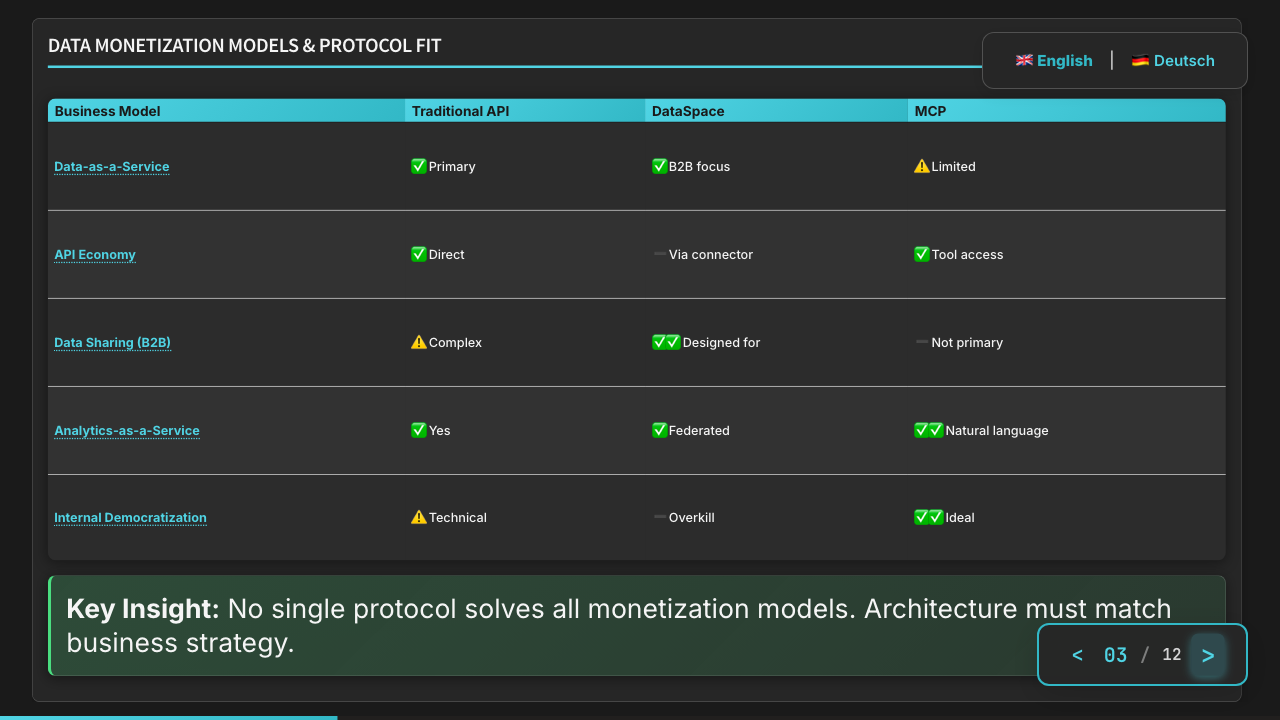 DATA MONETIZATION MODELS & PROTOCOL FIT
🇬🇧 English | 🇩🇪 Deutsch
Business Model Traditional API DataSpace MCP
Data-as-a-Service ✅ Primary ✅ B2B focus ⚠️ Limited
API Economy ✅ Direct ➖ Via connector ✅ Tool access
Data Sharing (B2B) ⚠️ Complex ✅✅ Designed for ➖ Not primary
Analytics-as-a-Service ✅ Yes ✅ Federated ✅✅ Natural language
Internal Democratization ⚠️ Technical ➖ Overkill ✅✅ Ideal
Key Insight: No single protocol solves all monetization models. Architecture must match
business strategy.
< 03 / 12 >